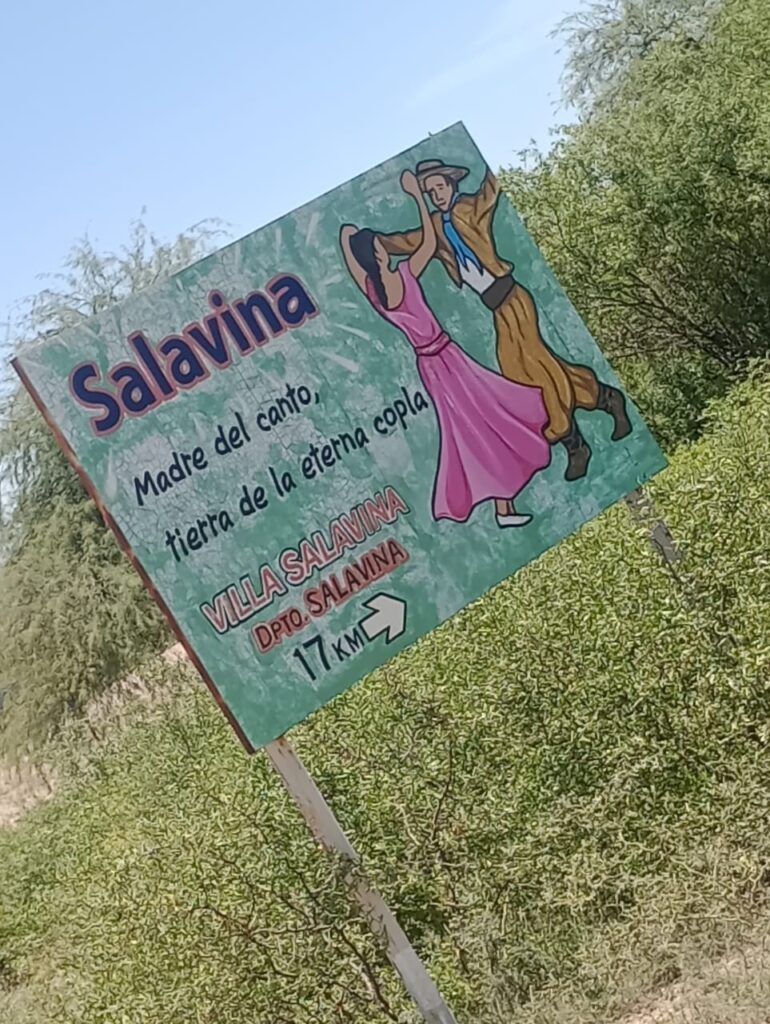 Salavina
Madre del canto,
tierra de la eterna copla
VILLA SALAVINA
DPTO. SALAVINA
17 KM